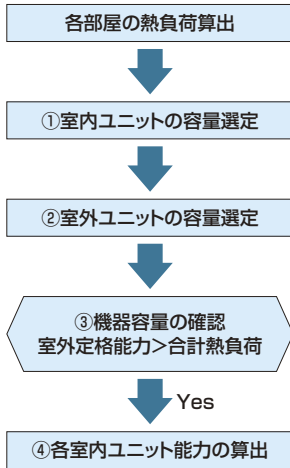 各部屋の熱負荷算出
①室内ユニットの容量選定
②室外ユニットの容量選定
③機器容量の確認
室外定格能力>合計熱負荷
Yes
④各室内ユニット能力の算出